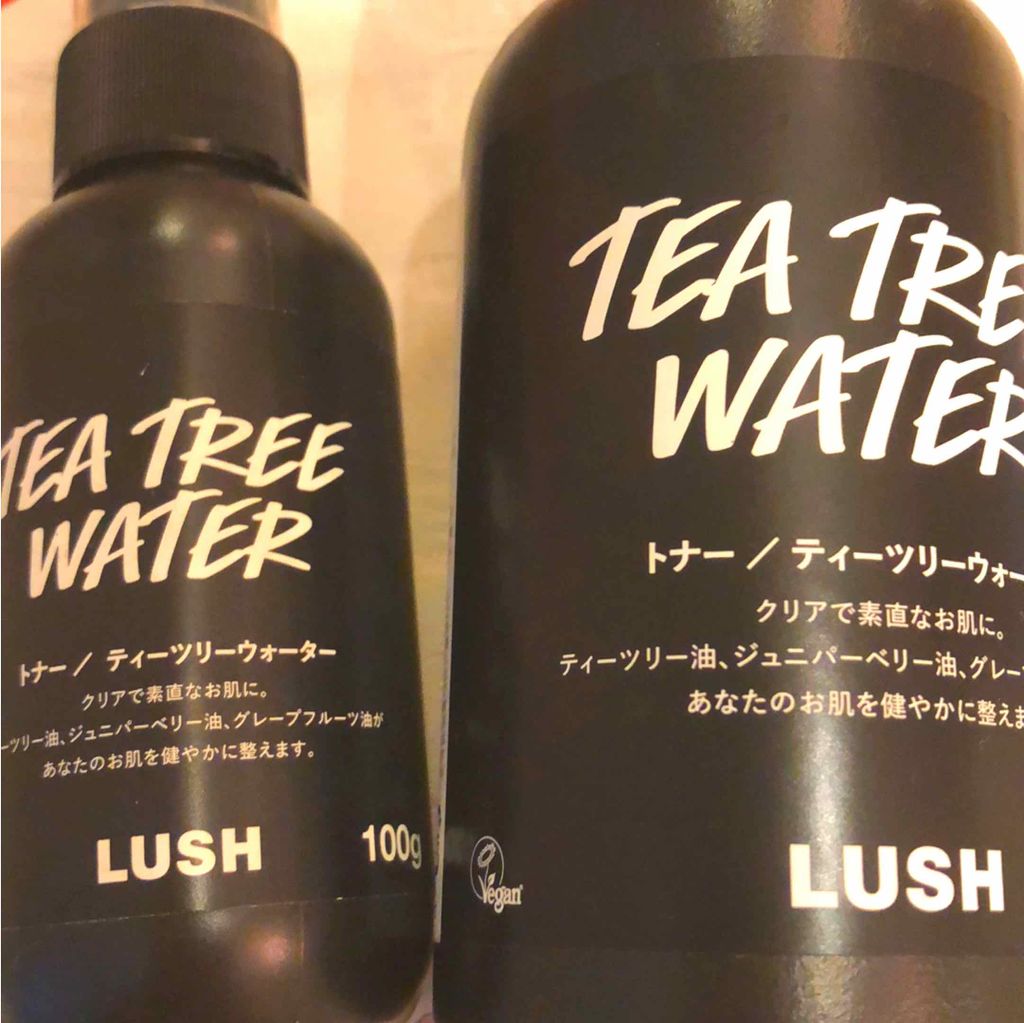 TEA TREE
WATER
トナー / ティーツリーウォーター
クリアで素直なお肌に。
ーツリー油、ジュニパーベリー油、グレープフルーツ油が
あなたのお肌を健やかに整えます。
LUSH
100g
TEA TRE
WATER
トナー / ティーツリーウォー
クリアで素直なお肌に。
ティーツリー油、ジュニパーベリー油、グレー
あなたのお肌を健やかに整えま
Vegan
LUSH